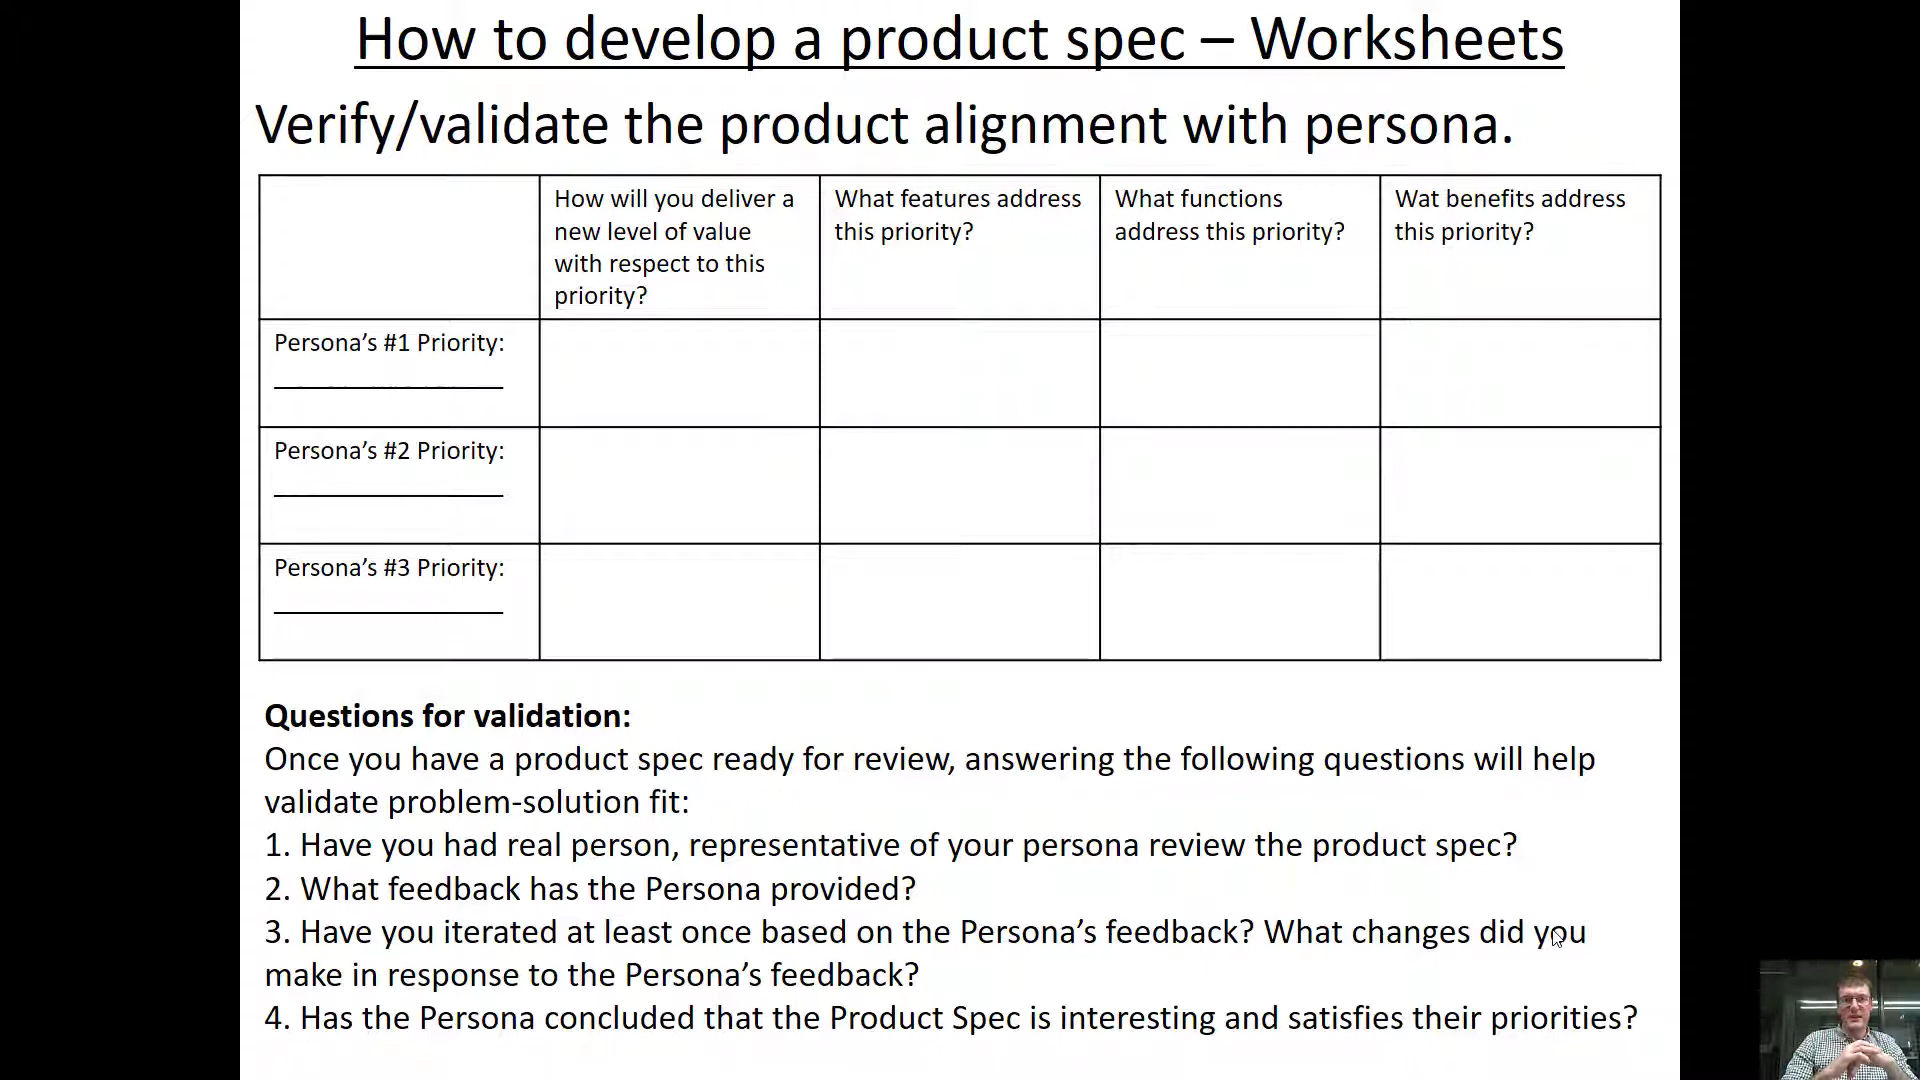 How to develop a product spec – Worksheets
Verify/validate the product alignment with persona.
How will you deliver a
new level of value
with respect to this
priority?
What features address
this priority?
What functions
address this priority?
Wat benefits address
this priority?
Persona’s #1 Priority:
Persona’s #2 Priority:
Persona’s #3 Priority:
Questions for validation:
Once you have a product spec ready for review, answering the following questions will help
validate problem-solution fit:
1. Have you had real person, representative of your persona review the product spec?
2. What feedback has the Persona provided?
3. Have you iterated at least once based on the Persona’s feedback? What changes did you
make in response to the Persona’s feedback?
4. Has the Persona concluded that the Product Spec is interesting and satisfies their priorities?